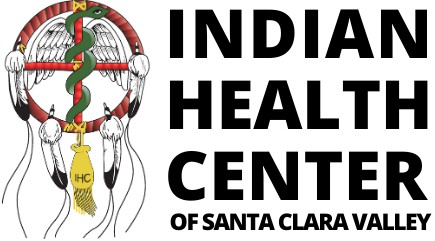 INDIAN
HEALTH
CENTER
OF SANTA CLARA VALLEY
IHC